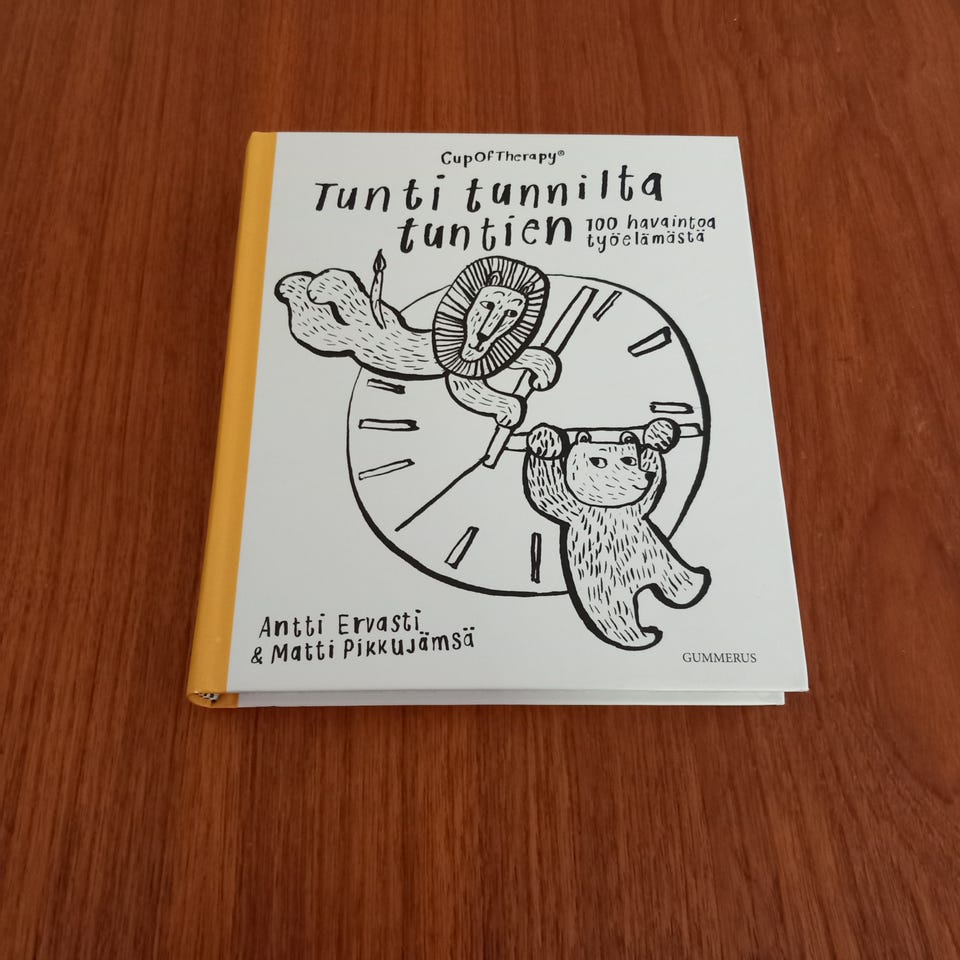 CupOfTherapy®
Tunti tunnilta
tuntien
100 havaintoa
työelämästä
Antti Ervasti
& Matti Pikkujämsä
GUMMERUS